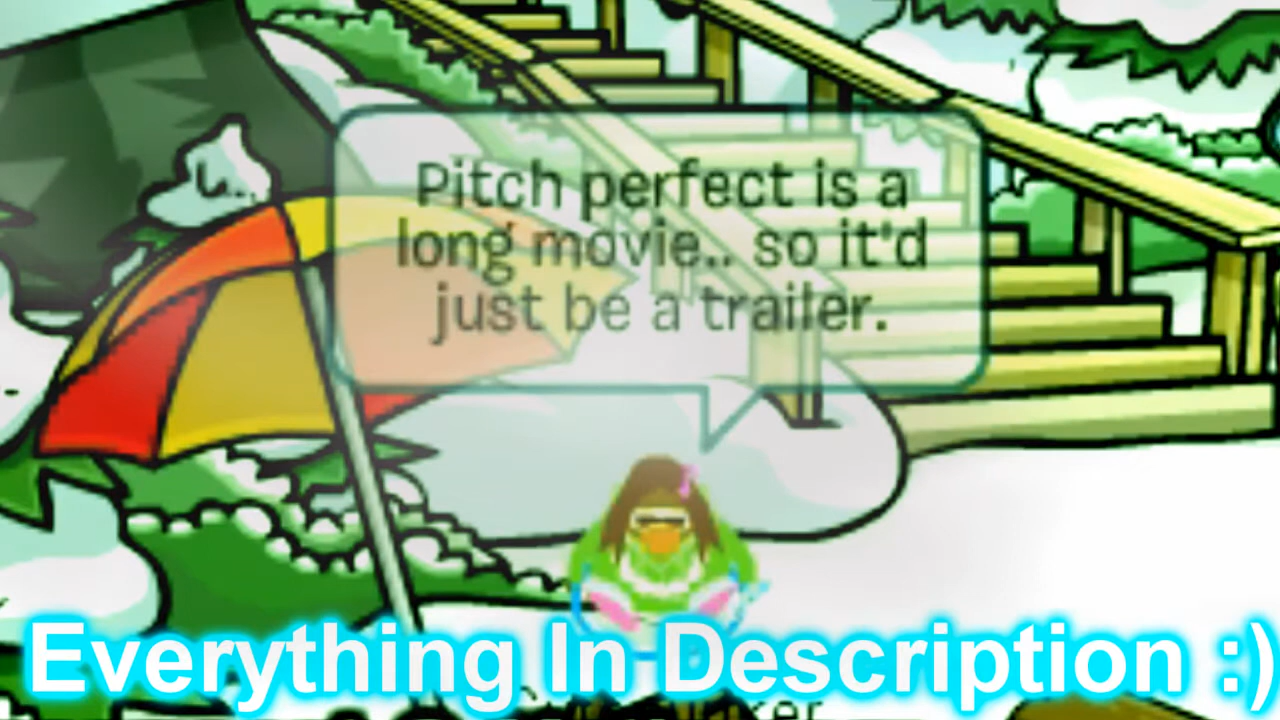 Pitch perfect is a
long movie.. so it'd
just be a trailer.
Everything In Description :)